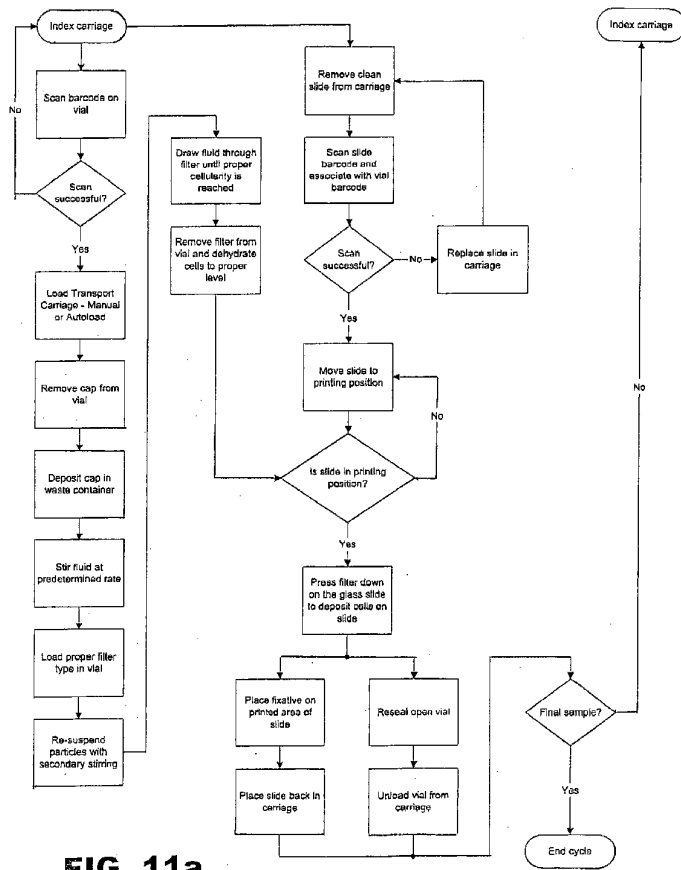 Index carriage
Scan barcode on
vial
No
Scan
successful?
Yes
Load Transport
Carriage - Manual
or Autoload
Remove cap from
vial
Deposit cap in
waste container
Stir fluid at
predetermined rate
Load proper filter
type in vial
Re-suspend
particles with
secondary stirring
Draw fluid through
filter until proper
cellularity is
reached
Remove filter from
vial and dehydrate
cells to proper
level
Remove clean
slide from carriage
Scan slide
barcode and
associate with vial
barcode
Scan
successful?
No
Replace slide in
carriage
Yes
Move slide to
printing position
No
Is slide in printing
position?
Yes
Press filter down
on the glass slide
to deposit cells on
slide
Place fixative on
printed area of
slide
Place slide back in
carriage
Reseal open vial
Unload vial from
carriage
Index carriage
No
Final sample?
Yes
End cycle
FIG. 11a